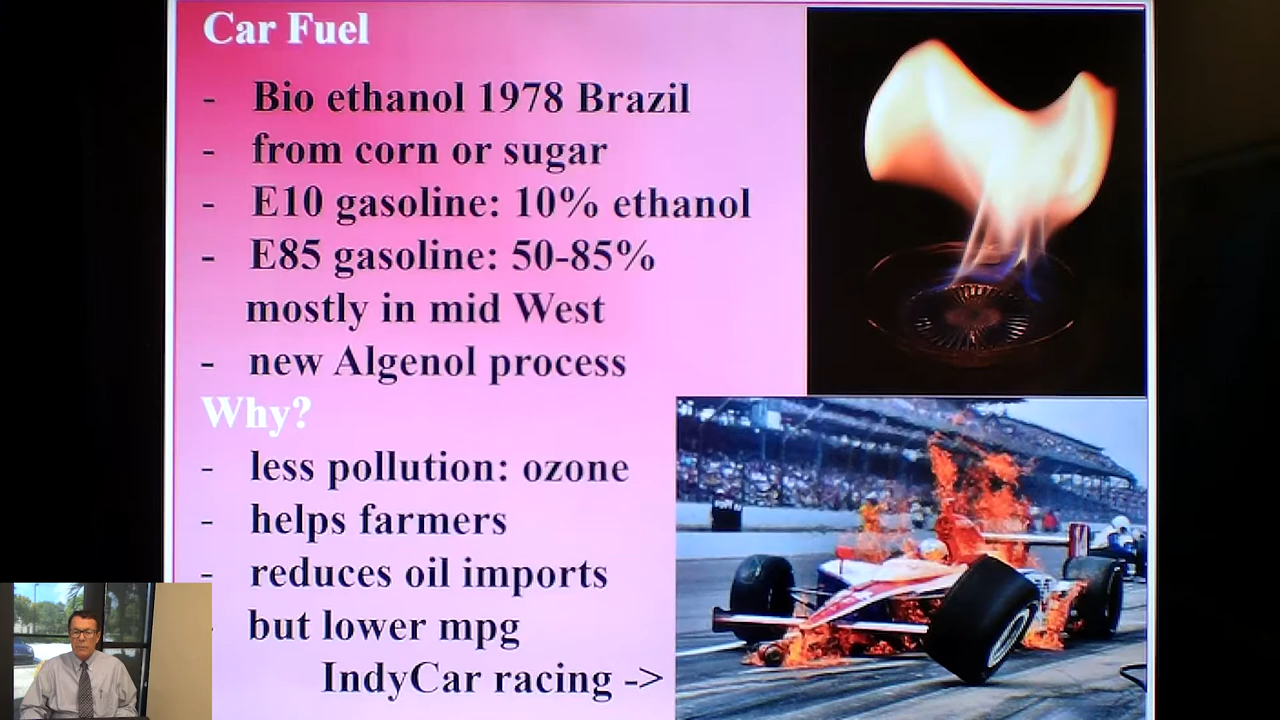 Car Fuel
- Bio ethanol 1978 Brazil
- from corn or sugar
- E10 gasoline: 10% ethanol
- E85 gasoline: 50-85%
mostly in mid West
- new Algenol process
Why?
- less pollution: ozone
- helps farmers
- reduces oil imports
- but lower mpg
IndyCar racing ->